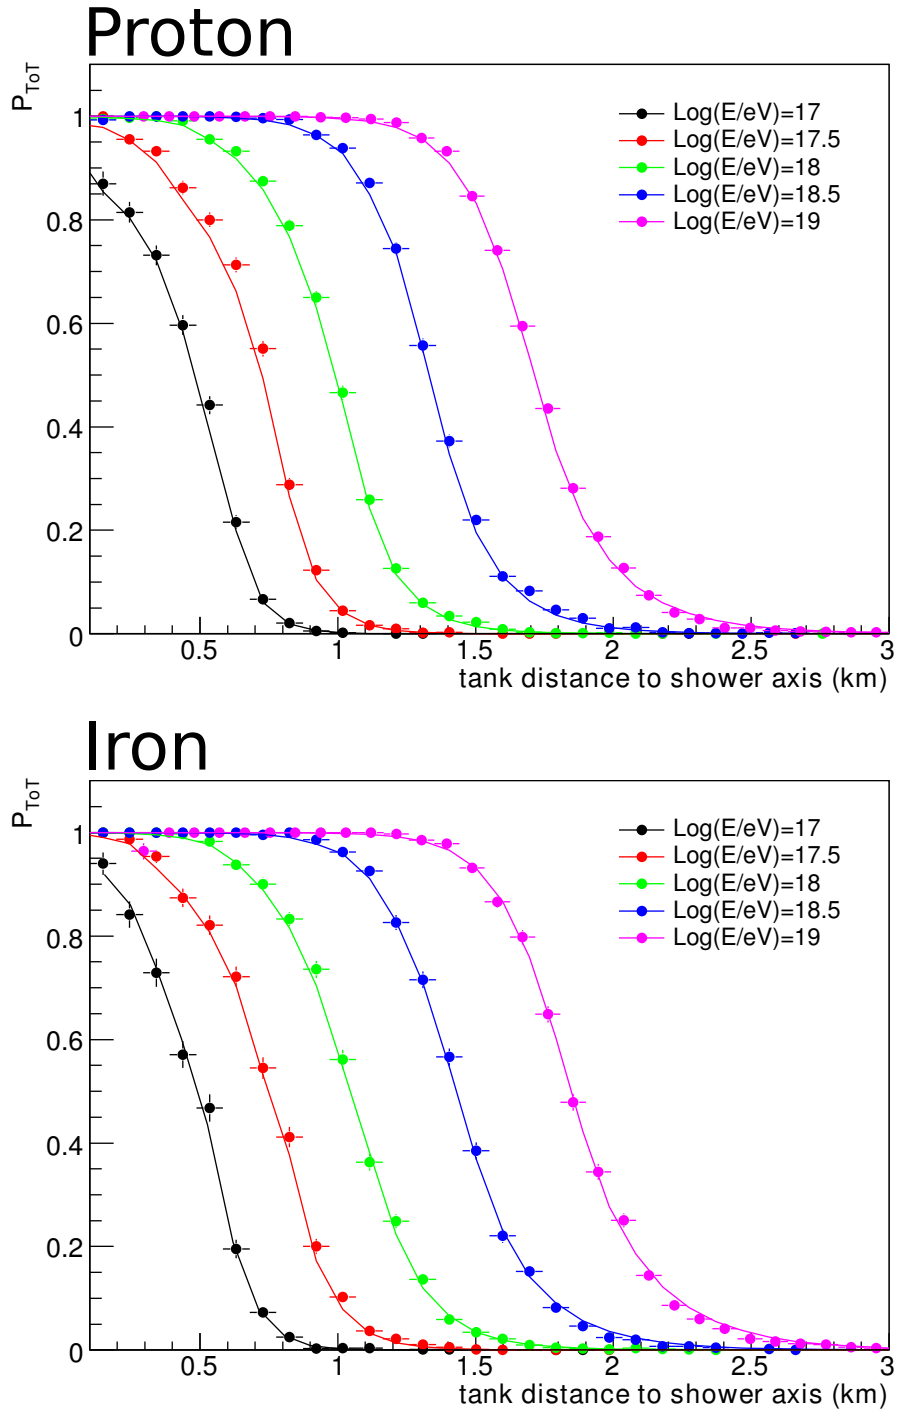 Proton
P_ToT
1
0.8
0.6
0.4
0.2
0
Log(E/eV)=17
Log(E/eV)=17.5
Log(E/eV)=18
Log(E/eV)=18.5
Log(E/eV)=19
0.5 1 1.5 2 2.5 3
tank distance to shower axis (km)
Iron
P_ToT
1
0.8
0.6
0.4
0.2
0
Log(E/eV)=17
Log(E/eV)=17.5
Log(E/eV)=18
Log(E/eV)=18.5
Log(E/eV)=19
0.5 1 1.5 2 2.5 3
tank distance to shower axis (km)